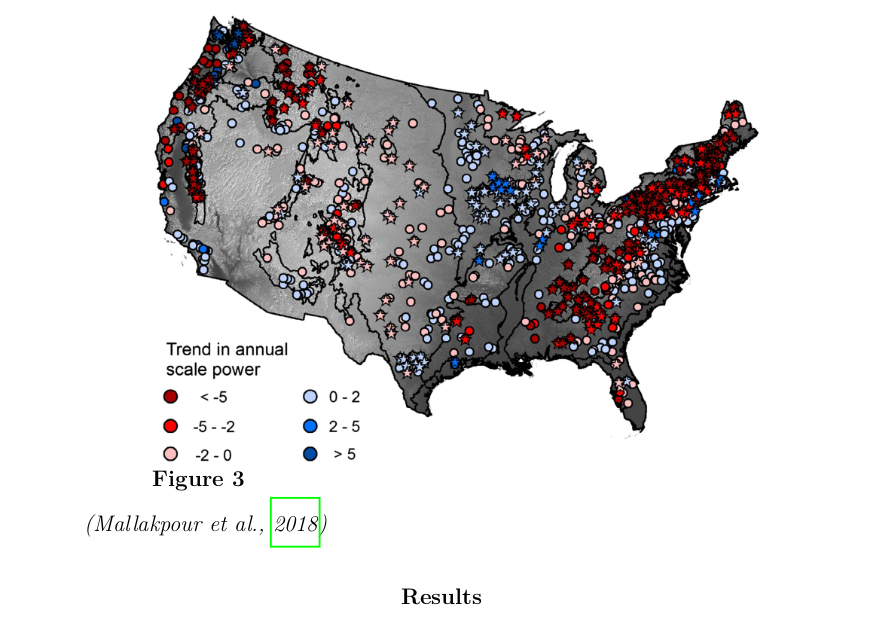 Trend in annual
scale power
< -5
0 - 2
-5 - -2
2 - 5
-2 - 0
> 5
Figure 3
(Mallakpour et al., 2018)
Results